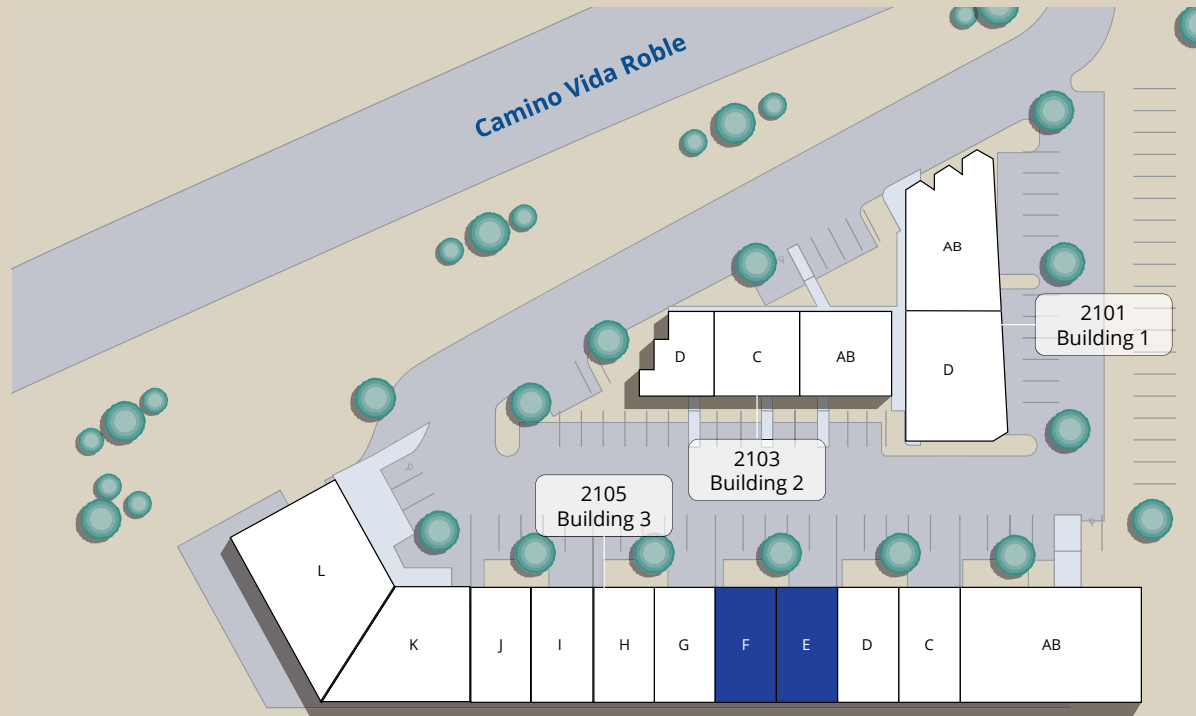 Camino Vida Roble
AB
2101
Building 1
D
D
C
AB
2103
Building 2
2105
Building 3
L
K
J
I
H
G
F
E
D
C
AB